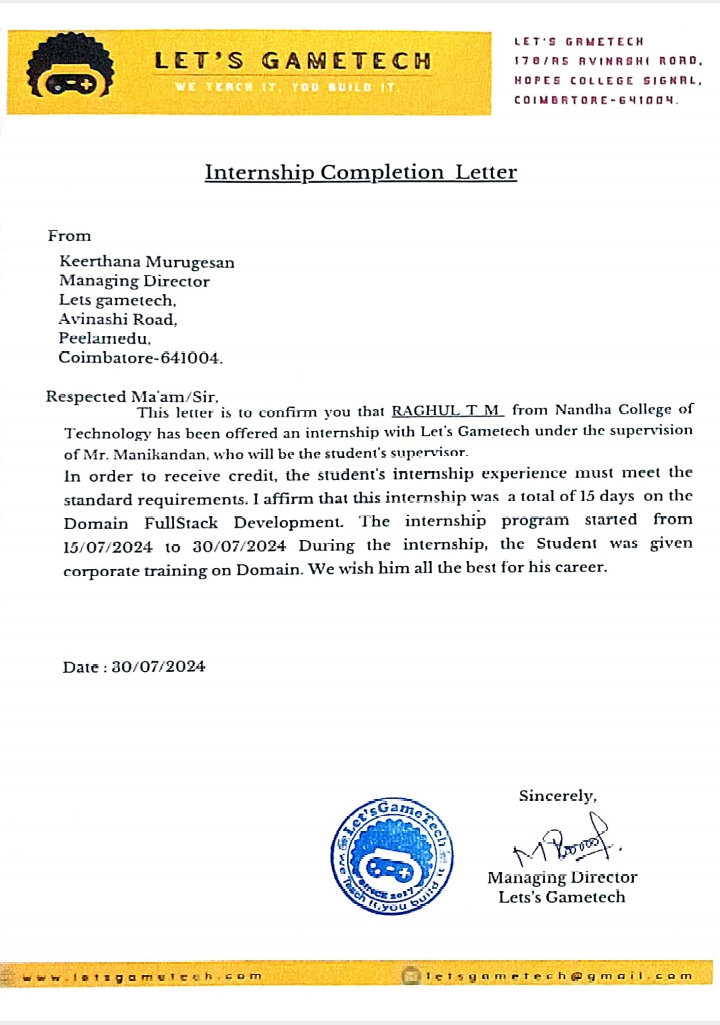 LET'S GAMETECH
WE TEACH IT, YOU BUILD IT
LET'S GAMETECH
178/A5 AVINASHI ROAD,
HOPES COLLEGE SIGNAL,
COIMBATORE-641004.
Internship Completion Letter
From
Keerthana Murugesan
Managing Director
Lets gametech,
Avinashi Road,
Peelamedu,
Coimbatore-641004.
Respected Ma'am/Sir,
This letter is to confirm you that RAGHUL T M from Nandha College of
Technology has been offered an internship with Let's Gametech under the supervision
of Mr. Manikandan, who will be the student's supervisor.
In order to receive credit, the student's internship experience must meet the
standard requirements. I affirm that this internship was a total of 15 days on the
Domain FullStack Development. The internship program started from
15/07/2024 to 30/07/2024 During the internship, the Student was given
corporate training on Domain. We wish him all the best for his career.
Date : 30/07/2024
Sincerely,
Let'sGameTech
SINCE 2017
We Teach it,you build it
Managing Director
Lets's Gametech
www.letsgametech.com
letsgametech@gmail.com